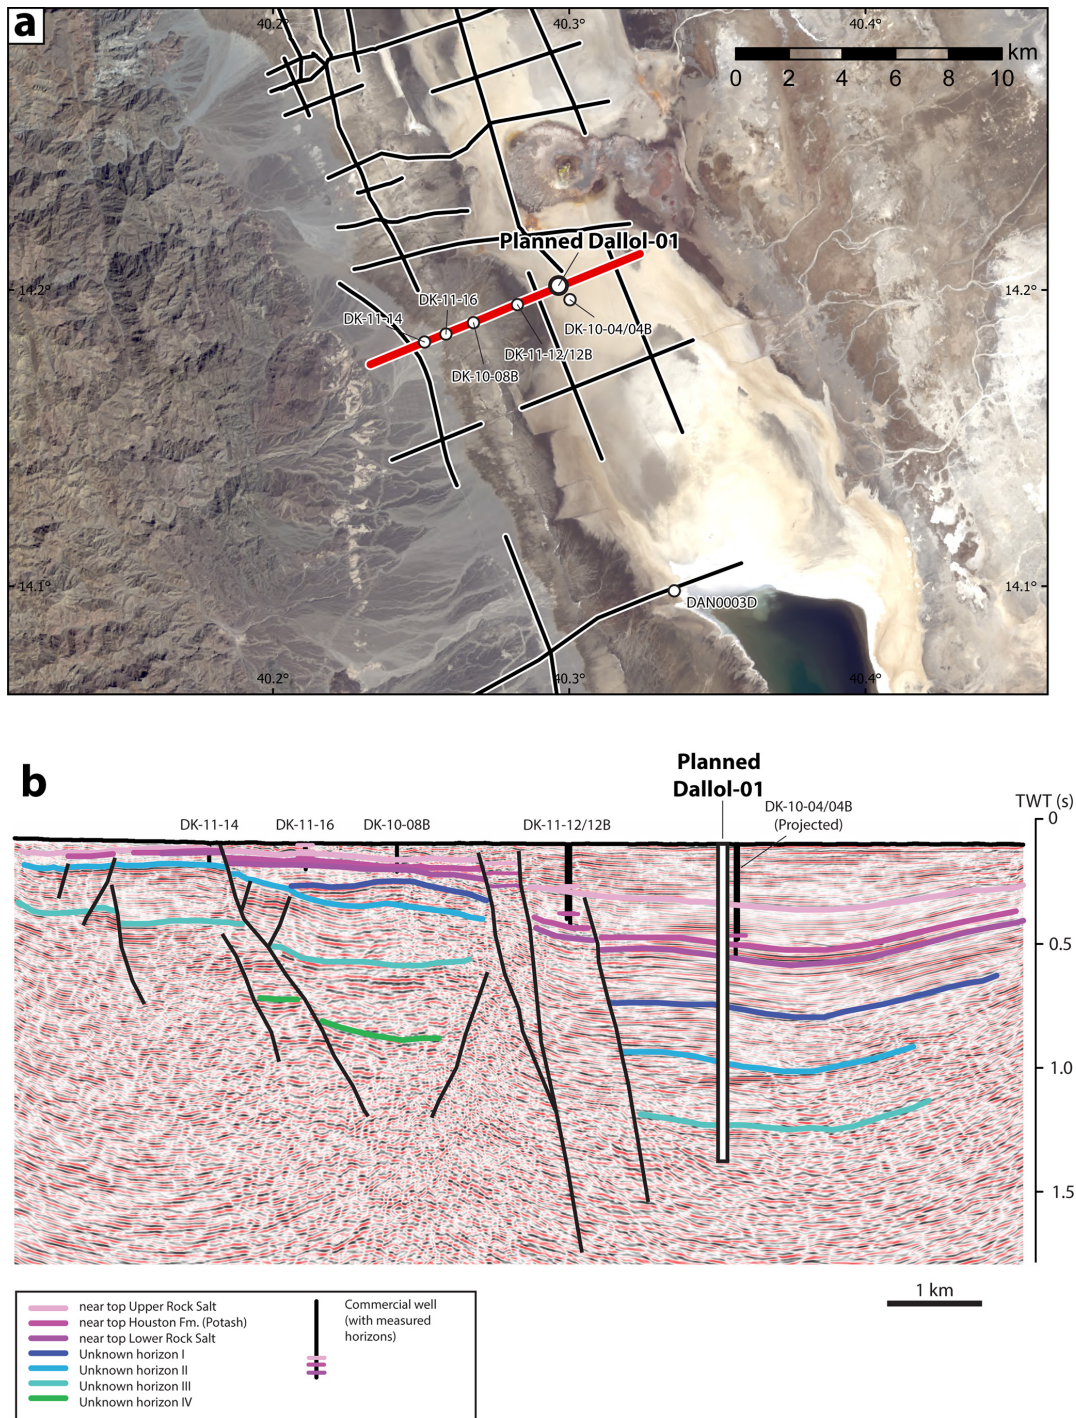 a
40.2°
40.3°
40.4°
km
0 2 4 6 8 10
Planned Dallol-01
14.2°
14.2°
DK-11-16
DK-11-14
DK-10-04/04B
DK-11-12/12B
DK-10-08B
14.1°
14.1°
DAN0003D
40.2°
40.3°
40.4°
b
Planned
Dallol-01
TWT (s)
DK-10-04/04B
(Projected)
DK-11-14
DK-11-16
DK-10-08B
DK-11-12/12B
0
0.5
1.0
1.5
1 km
near top Upper Rock Salt
near top Houston Fm. (Potash)
near top Lower Rock Salt
Unknown horizon I
Unknown horizon II
Unknown horizon III
Unknown horizon IV
Commercial well
(with measured
horizons)